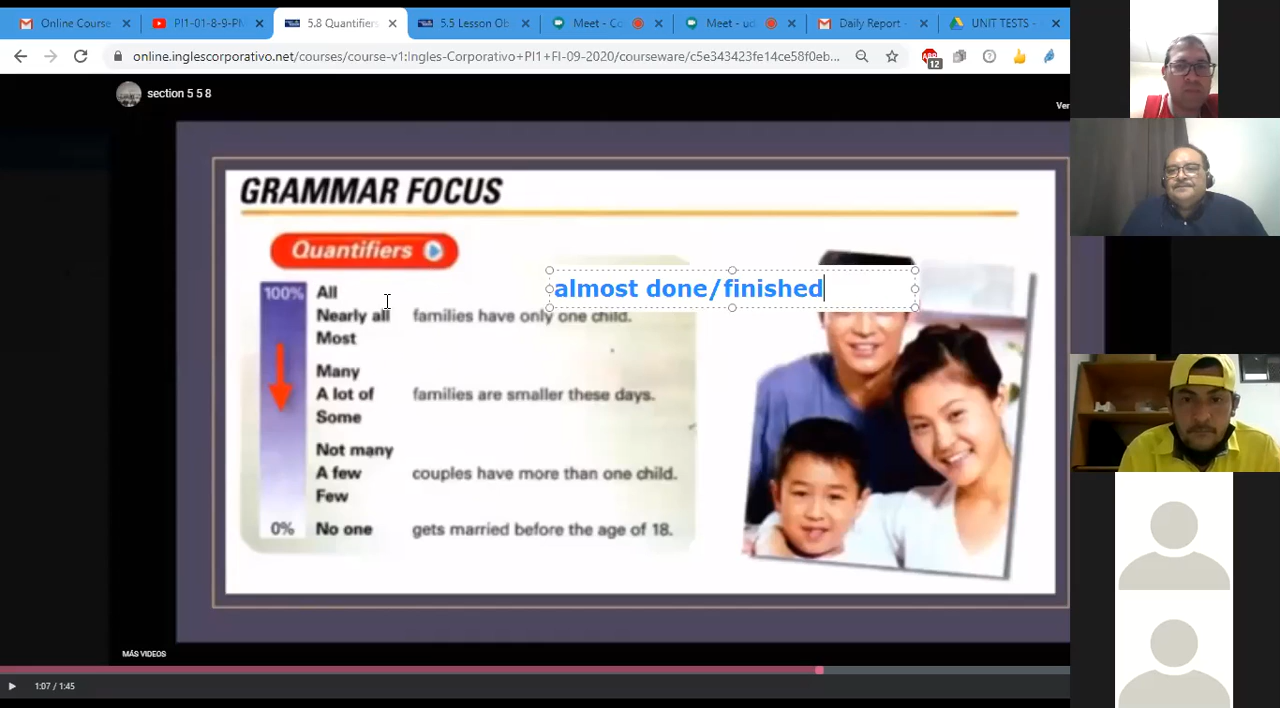 Online Course
PI1-01-8-9-PM
5.8 Quantifiers
5.5 Lesson Ob
Meet - Co
Meet - uc
Daily Report -
UNIT TESTS -
online.inglescorporativo.net/courses/course-v1:Ingles-Corporativo+PI1+FI-09-2020/courseware/c5e343423fe14ce58f0eb...
12
section 5 5 8
Ver
GRAMMAR FOCUS
Quantifiers
almost done/finished
100% All
Nearly all families have only one child.
Most
Many
A lot of families are smaller these days.
Some
Not many
A few couples have more than one child.
Few
0% No one gets married before the age of 18.
MÁS VIDEOS
1:07 / 1:45